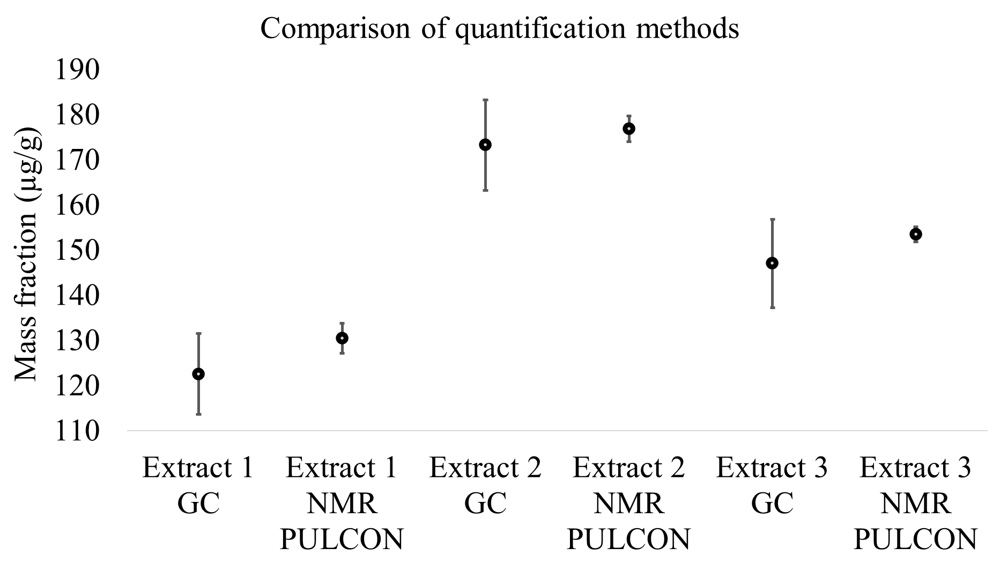 Comparison of quantification methods
Mass fraction (µg/g)
190
180
170
160
150
140
130
120
110
Extract 1 GC
Extract 1 NMR PULCON
Extract 2 GC
Extract 2 NMR PULCON
Extract 3 GC
Extract 3 NMR PULCON